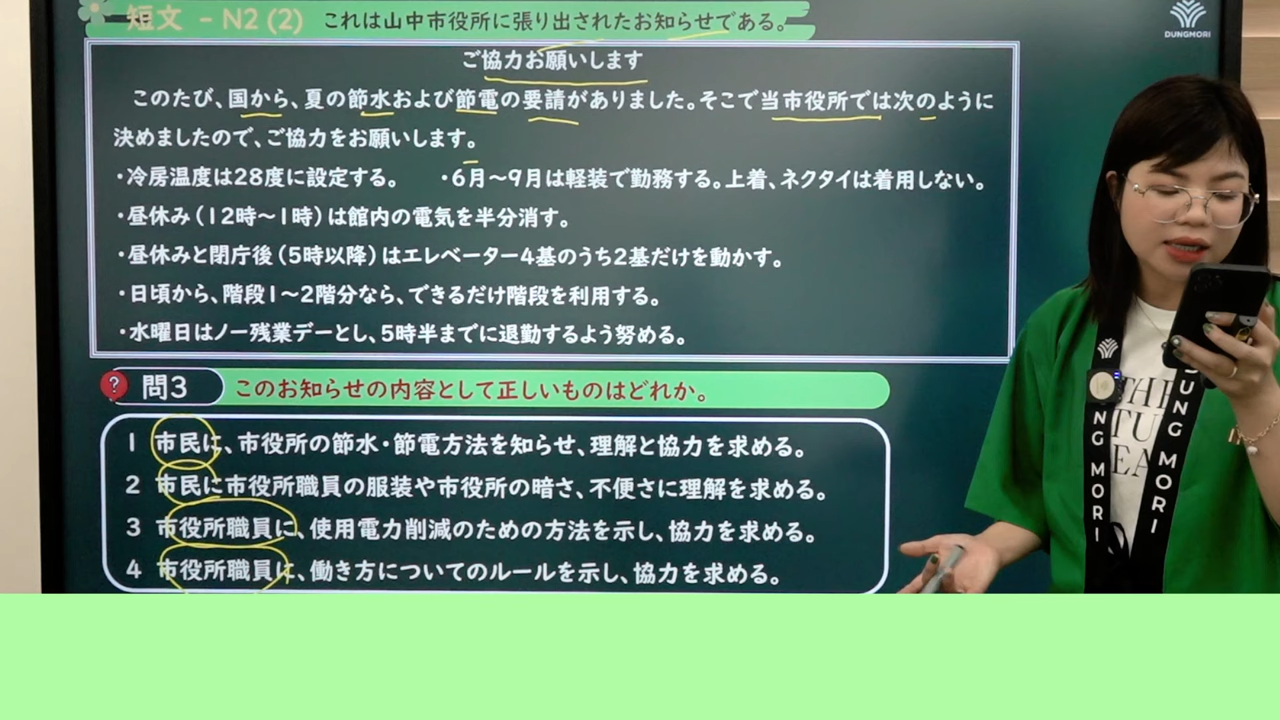 短文 - N2 (2) これは山中市役所に張り出されたお知らせである。
DUNGMORI
ご協力お願いします
このたび、国から、夏の節水および節電の要請がありました。そこで当市役所では次のように
決めましたので、ご協力をお願いします。
・冷房温度は28度に設定する。 ・6月～9月は軽装で勤務する。上着、ネクタイは着用しない。
・昼休み(12時～1時)は館内の電気を半分消す。
・昼休みと閉庁後(5時以降)はエレベーター4基のうち2基だけを動かす。
・日頃から、階段1～2階分なら、できるだけ階段を利用する。
・水曜日はノー残業デーとし、5時半までに退勤するよう努める。
? 問3 このお知らせの内容として正しいものはどれか。
1 市民に、市役所の節水・節電方法を知らせ、理解と協力を求める。
2 市民に市役所職員の服装や市役所の暗さ、不便さに理解を求める。
3 市役所職員に、使用電力削減のための方法を示し、協力を求める。
4 市役所職員に、働き方についてのルールを示し、協力を求める。
NG MORI
DUNG MORI